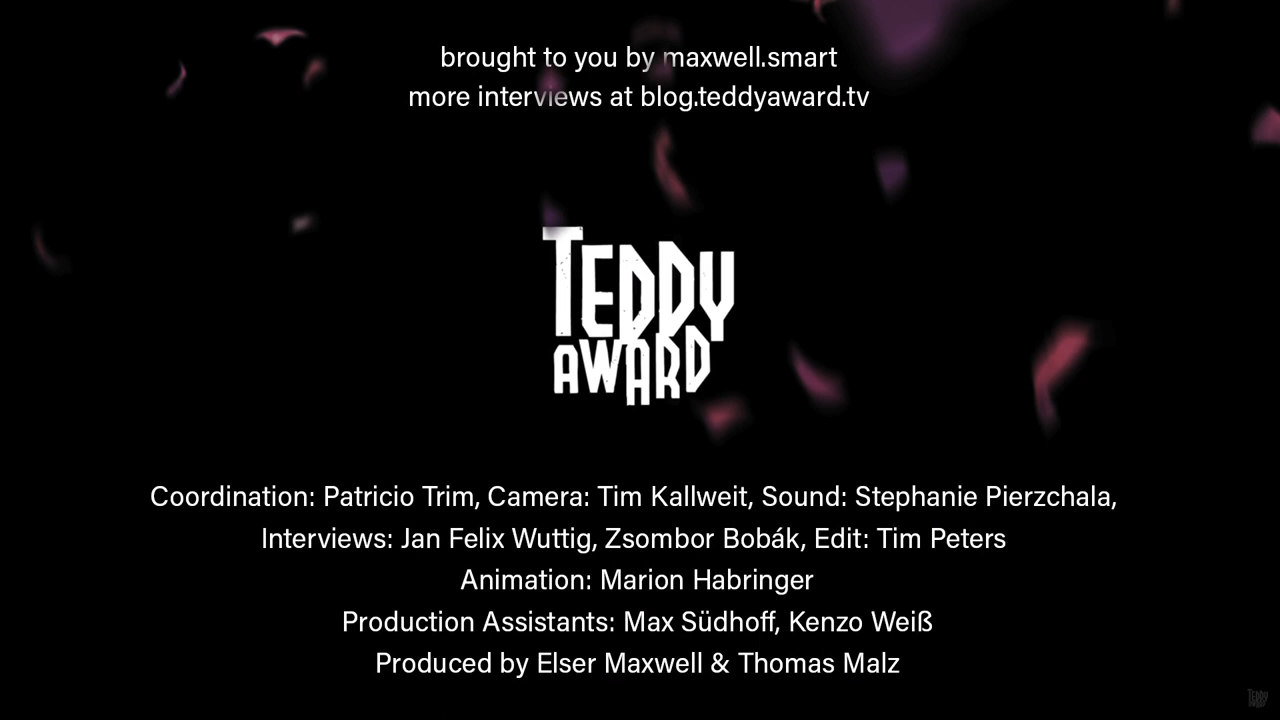 brought to you by maxwell.smart
more interviews at blog.teddyaward.tv
TEDDY
AWARD
Coordination: Patricio Trim, Camera: Tim Kallweit, Sound: Stephanie Pierzchala,
Interviews: Jan Felix Wuttig, Zsombor Bobák, Edit: Tim Peters
Animation: Marion Habringer
Production Assistants: Max Südhoff, Kenzo Weiß
Produced by Elser Maxwell & Thomas Malz
TEDDY
AWARD